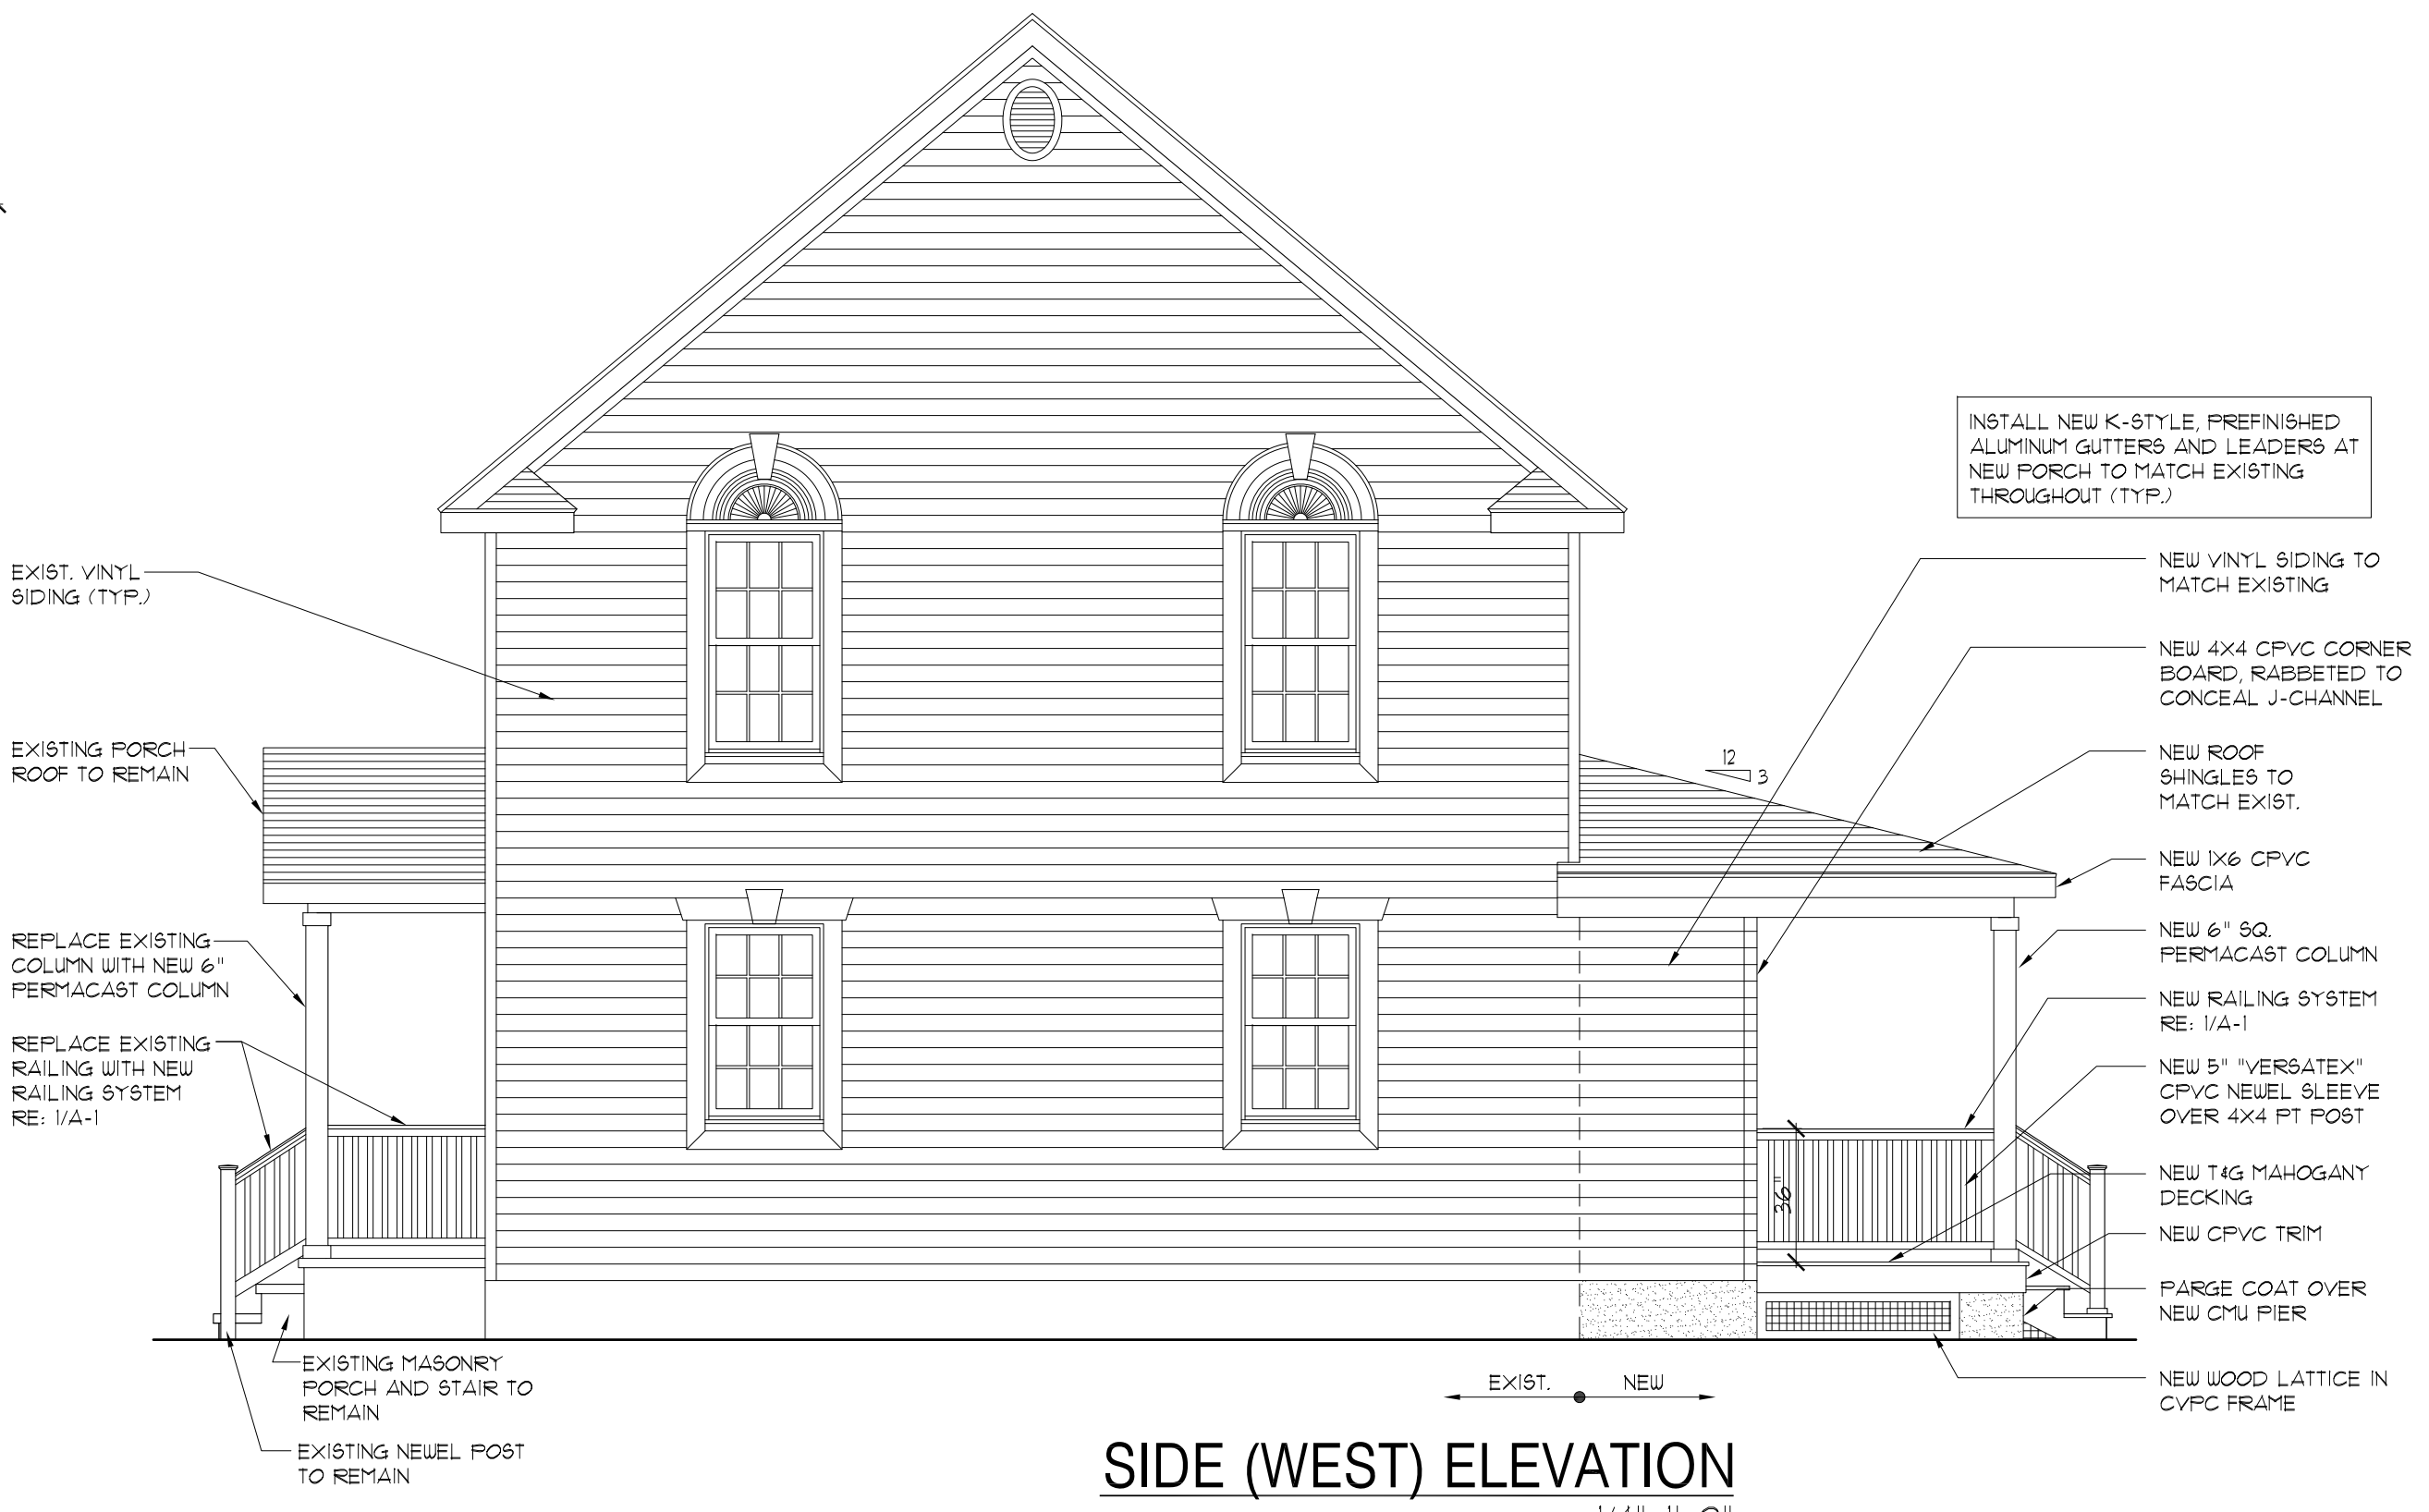 INSTALL NEW K-STYLE, PREFINISHED
ALUMINUM GUTTERS AND LEADERS AT
NEW PORCH TO MATCH EXISTING
THROUGHOUT (TYP.)
EXIST. VINYL
SIDING (TYP.)
EXISTING PORCH
ROOF TO REMAIN
REPLACE EXISTING
COLUMN WITH NEW 6"
PERMACAST COLUMN
REPLACE EXISTING
RAILING WITH NEW
RAILING SYSTEM
RE: 1/A-1
EXISTING MASONRY
PORCH AND STAIR TO
REMAIN
EXISTING NEWEL POST
TO REMAIN
12
3
36"
NEW VINYL SIDING TO
MATCH EXISTING
NEW 4X4 CPVC CORNER
BOARD, RABBETED TO
CONCEAL J-CHANNEL
NEW ROOF
SHINGLES TO
MATCH EXIST.
NEW 1X6 CPVC
FASCIA
NEW 6" SQ.
PERMACAST COLUMN
NEW RAILING SYSTEM
RE: 1/A-1
NEW 5" "VERSATEX"
CPVC NEWEL SLEEVE
OVER 4X4 PT POST
NEW T&G MAHOGANY
DECKING
NEW CPVC TRIM
PARGE COAT OVER
NEW CMU PIER
NEW WOOD LATTICE IN
CVPC FRAME
EXIST. NEW
SIDE (WEST) ELEVATION